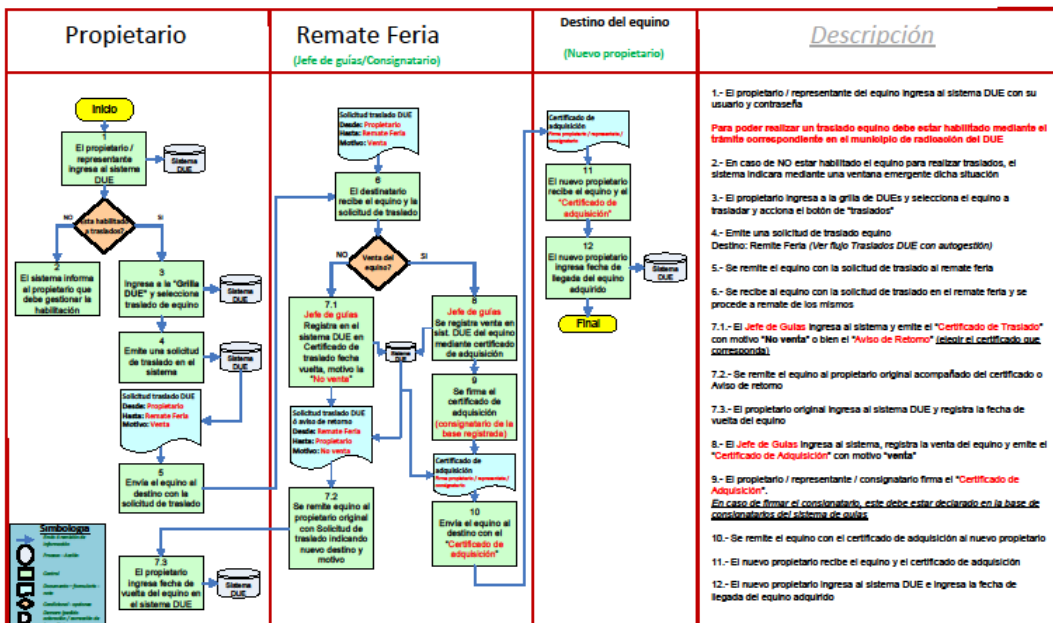 Propietario
Remate Feria
(Jefe de guías/Consignatario)
Destino del equino
(Nuevo propietario)
Descripción
Inicio
1
El propietario /
representante
ingresa al sistema
DUE
Sistema
DUE
Esta habilitado
a traslados?
NO
SI
2
El sistema informa
al propietario que
debe gestionar la
habilitación
3
Ingresa a la "Grilla
DUE" y selecciona
traslado de equino
Sistema
DUE
4
Emite una solicitud
de traslado en el
sistema
Sistema
DUE
Solicitud traslado DUE
Desde: Propietario
Hasta: Remate Feria
Motivo: Venta
5
Envía el equino al
destino con la
solicitud de traslado
Simbología
Envío ó remisión de
información
Proceso - Acción
Control
Documento - formulario -
nota
Condicional - opciones
7.3
El propietario
ingresa fecha de
vuelta del equino en
el sistema DUE
Sistema
DUE
Solicitud traslado DUE
Desde: Propietario
Hasta: Remate Feria
Motivo: Venta
6
El destinatario
recibe el equino y la
solicitud de traslado
Venta del
equino?
NO
SI
7.1
Jefe de guías
Registra en el
sistema DUE en
Certificado de
traslado fecha
vuelta, motivo la
"No venta"
Sistema
DUE
8
Jefe de guías
Se registra venta en
sist. DUE del equino
mediante certificado
de adquisición
9
Se firma el
certificado de
adquisición
(consignatario de la
base registrada)
Solicitud traslado DUE
ó aviso de retorno
Desde: Remate Feria
Hasta: Propietario
Motivo: No venta
Certificado de
adquisición
Firma propietario / representante /
consignatario
7.2
Se remite equino al
propietario original
con Solicitud de
traslado indicando
nuevo destino y
motivo
10
Envía el equino al
destino con el
"Certificado de
adquisición"
Certificado de
adquisición
Firma propietario / representante /
consignatario
11
El nuevo propietario
recibe el equino y el
"Certificado de
adquisición"
12
El nuevo propietario
ingresa fecha de
llegada del equino
adquirido
Sistema
DUE
Final
1.- El propietario / representante del equino ingresa al sistema DUE con su
usuario y contraseña
Para poder realizar un traslado equino debe estar habilitado mediante el
trámite correspondiente en el municipio de radicación del DUE
2.- En caso de NO estar habilitado el equino para realizar traslados, el
sistema indicara mediante una ventana emergente dicha situación
3.- El propietario ingresa a la grilla de DUEs y selecciona el equino a
trasladar y acciona el botón de "traslados"
4.- Emite una solicitud de traslado equino
Destino: Remite Feria (Ver flujo Traslados DUE con autogestión)
5.- Se remite el equino con la solicitud de traslado al remate feria
6.- Se recibe al equino con la solicitud de traslado en el remate feria y se
procede a remate de los mismos
7.1.- El Jefe de Guías ingresa al sistema y emite el "Certificado de Traslado"
con motivo "No venta" o bien el "Aviso de Retorno" (elegir el certificado que
corresponda)
7.2.- Se remite el equino al propietario original acompañado del certificado o
Aviso de retorno
7.3.- El propietario original ingresa al sistema DUE y registra la fecha de
vuelta del equino
8.- El Jefe de Guías ingresa al sistema, registra la venta del equino y emite el
"Certificado de Adquisición" con motivo "venta"
9.- El propietario / representante / consignatario firma el "Certificado de
Adquisición".
En caso de firmar el consignatario, este debe estar declarado en la base de
consignatarios del sistema de guías
10.- Se remite el equino con el certificado de adquisición al nuevo propietario
11.- El nuevo propietario recibe el equino y el certificado de adquisición
12.- El nuevo propietario ingresa al sistema DUE e ingresa la fecha de
llegada del equino adquirido